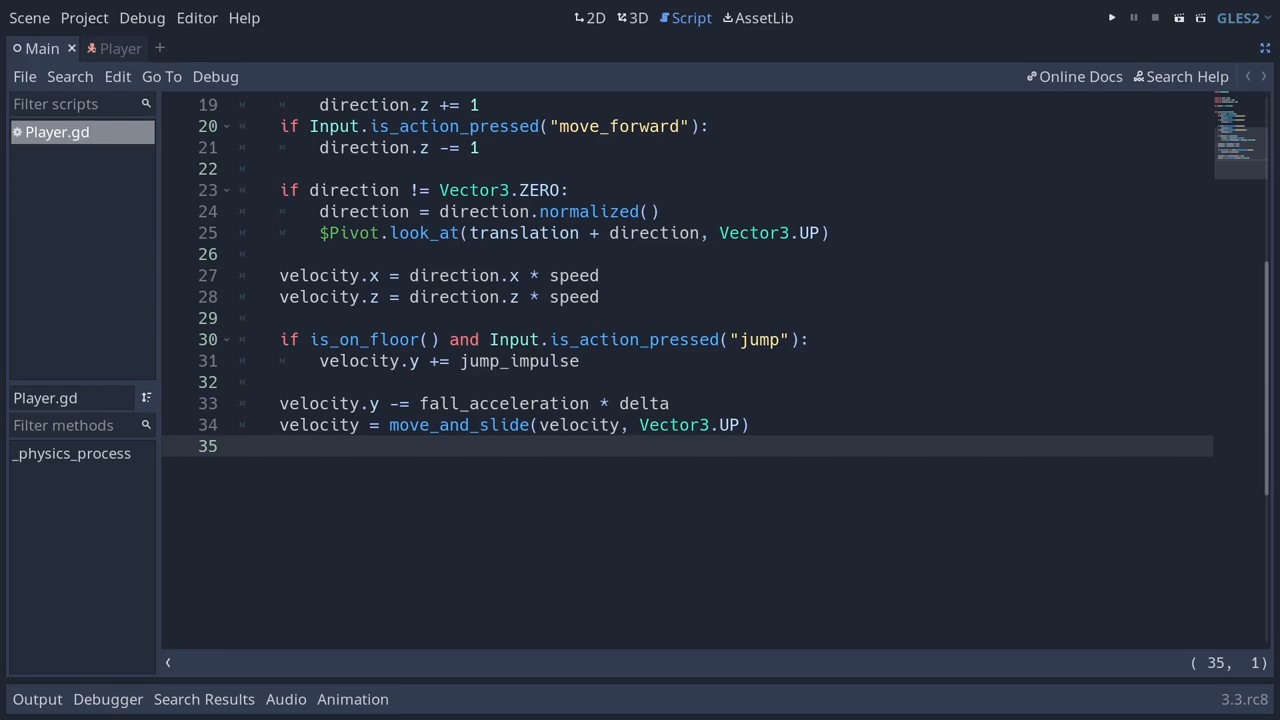 Scene Project Debug Editor Help 2D 3D Script AssetLib GLES2
Main Player
File Search Edit Go To Debug Online Docs Search Help
Filter scripts
Player.gd
Player.gd
Filter methods
_physics_process
19 direction.z += 1
20 if Input.is_action_pressed("move_forward"):
21 direction.z -= 1
22
23 if direction != Vector3.ZERO:
24 direction = direction.normalized()
25 $Pivot.look_at(translation + direction, Vector3.UP)
26
27 velocity.x = direction.x * speed
28 velocity.z = direction.z * speed
29
30 if is_on_floor() and Input.is_action_pressed("jump"):
31 velocity.y += jump_impulse
32
33 velocity.y -= fall_acceleration * delta
34 velocity = move_and_slide(velocity, Vector3.UP)
35
( 35, 1)
Output Debugger Search Results Audio Animation 3.3.rc8